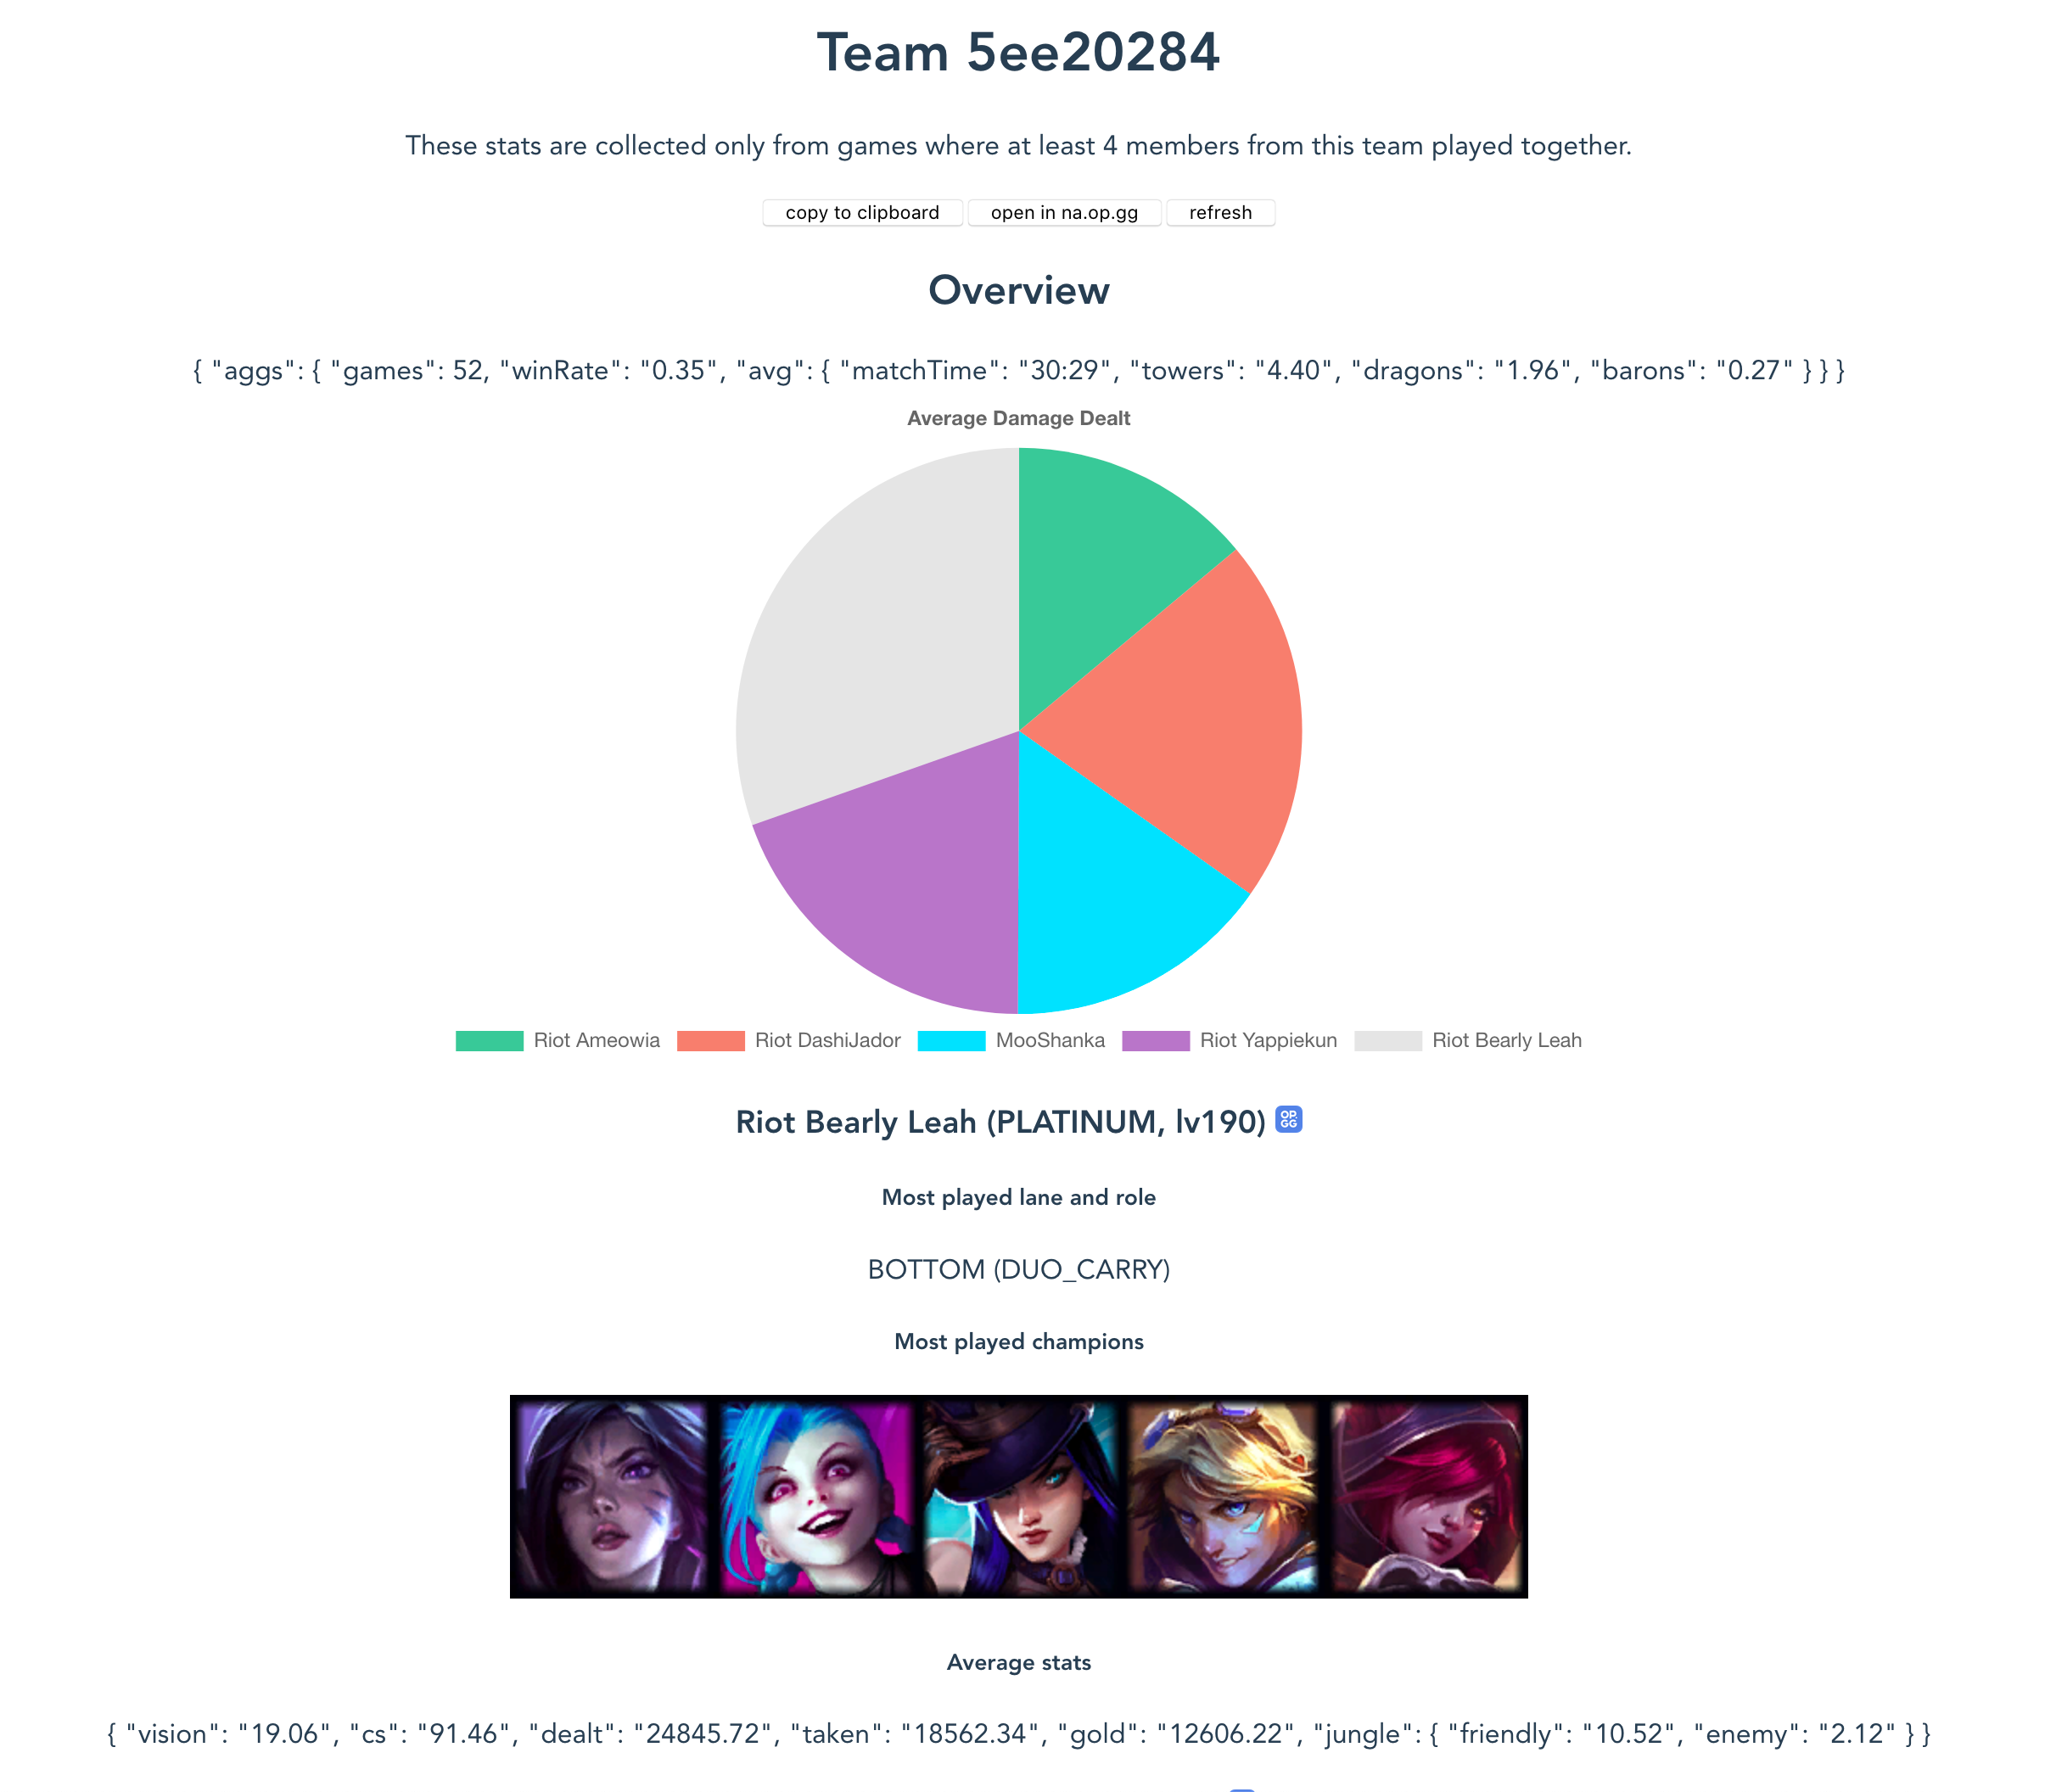 Team 5ee20284
These stats are collected only from games where at least 4 members from this team played together.
copy to clipboard open in na.op.gg refresh
Overview
{ "aggs": { "games": 52, "winRate": "0.35", "avg": { "matchTime": "30:29", "towers": "4.40", "dragons": "1.96", "barons": "0.27" } } }
Average Damage Dealt
Riot Ameowia Riot DashiJador MooShanka Riot Yappiekun Riot Bearly Leah
Riot Bearly Leah (PLATINUM, lv190) OP.GG
Most played lane and role
BOTTOM (DUO_CARRY)
Most played champions
Average stats
{ "vision": "19.06", "cs": "91.46", "dealt": "24845.72", "taken": "18562.34", "gold": "12606.22", "jungle": { "friendly": "10.52", "enemy": "2.12" } }